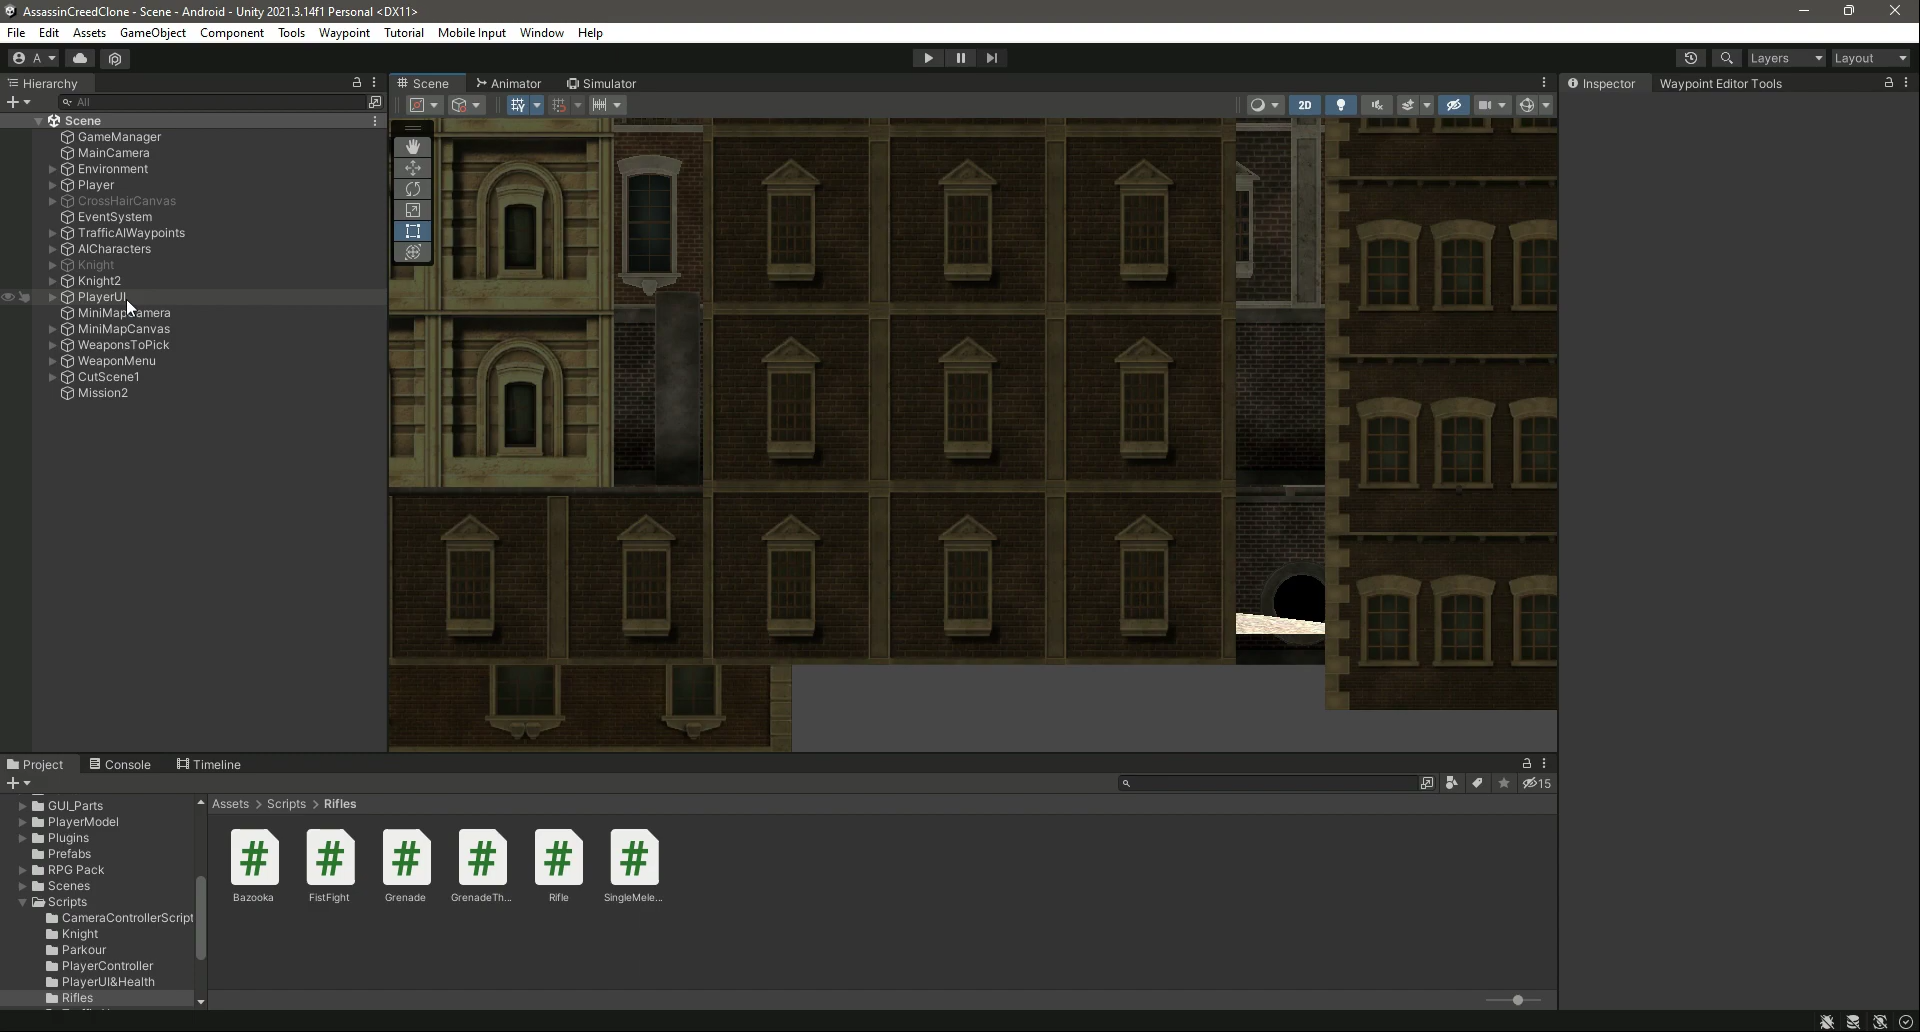 AssassinCreedClone - Scene - Android - Unity 2021.3.14f1 Personal <DX11>
File Edit Assets GameObject Component Tools Waypoint Tutorial Mobile Input Window Help
A
Layers Layout
Hierarchy
All
Scene
GameManager
MainCamera
Environment
Player
CrossHairCanvas
EventSystem
TrafficAIWaypoints
AICharacters
Knight
Knight2
PlayerUI
MiniMapCamera
MiniMapCanvas
WeaponsToPick
WeaponMenu
CutScene1
Mission2
Scene Animator Simulator
2D
Inspector Waypoint Editor Tools
Project Console Timeline
15
GUI_Parts
PlayerModel
Plugins
Prefabs
RPG Pack
Scenes
Scripts
CameraControllerScript
Knight
Parkour
PlayerController
PlayerUI&Health
Rifles
Assets > Scripts > Rifles
# # # # # #
Bazooka FistFight Grenade GrenadeTh... Rifle SingleMele...